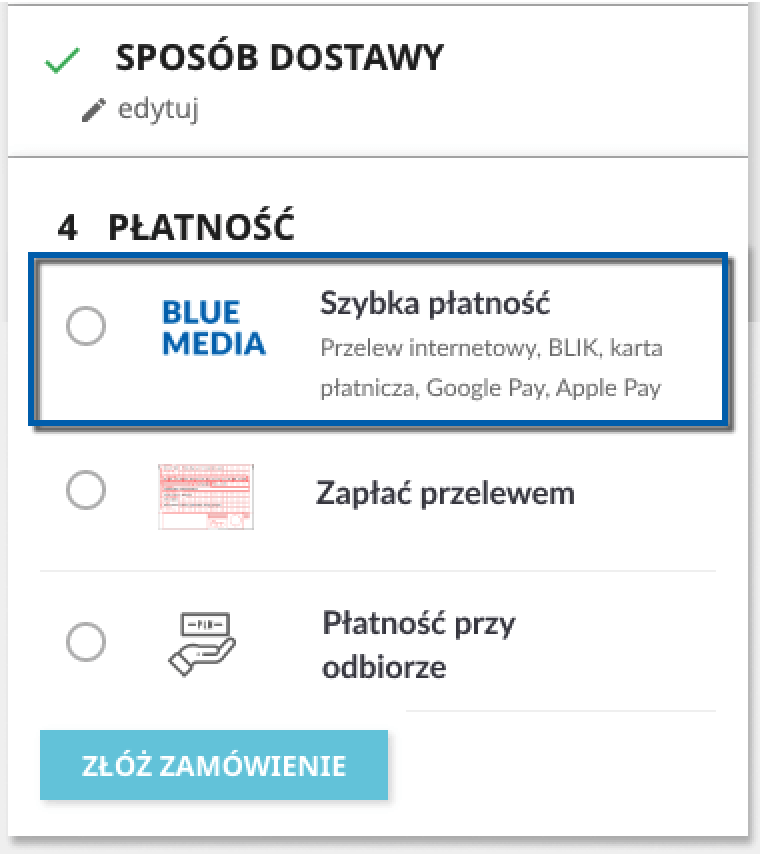 SPOSÓB DOSTAWY
edytuj
4 PŁATNOŚĆ
BLUE
MEDIA
Szybka płatność
Przelew internetowy, BLIK, karta
płatnicza, Google Pay, Apple Pay
Zapłać przelewem
Płatność przy
odbiorze
ZŁÓŻ ZAMÓWIENIE